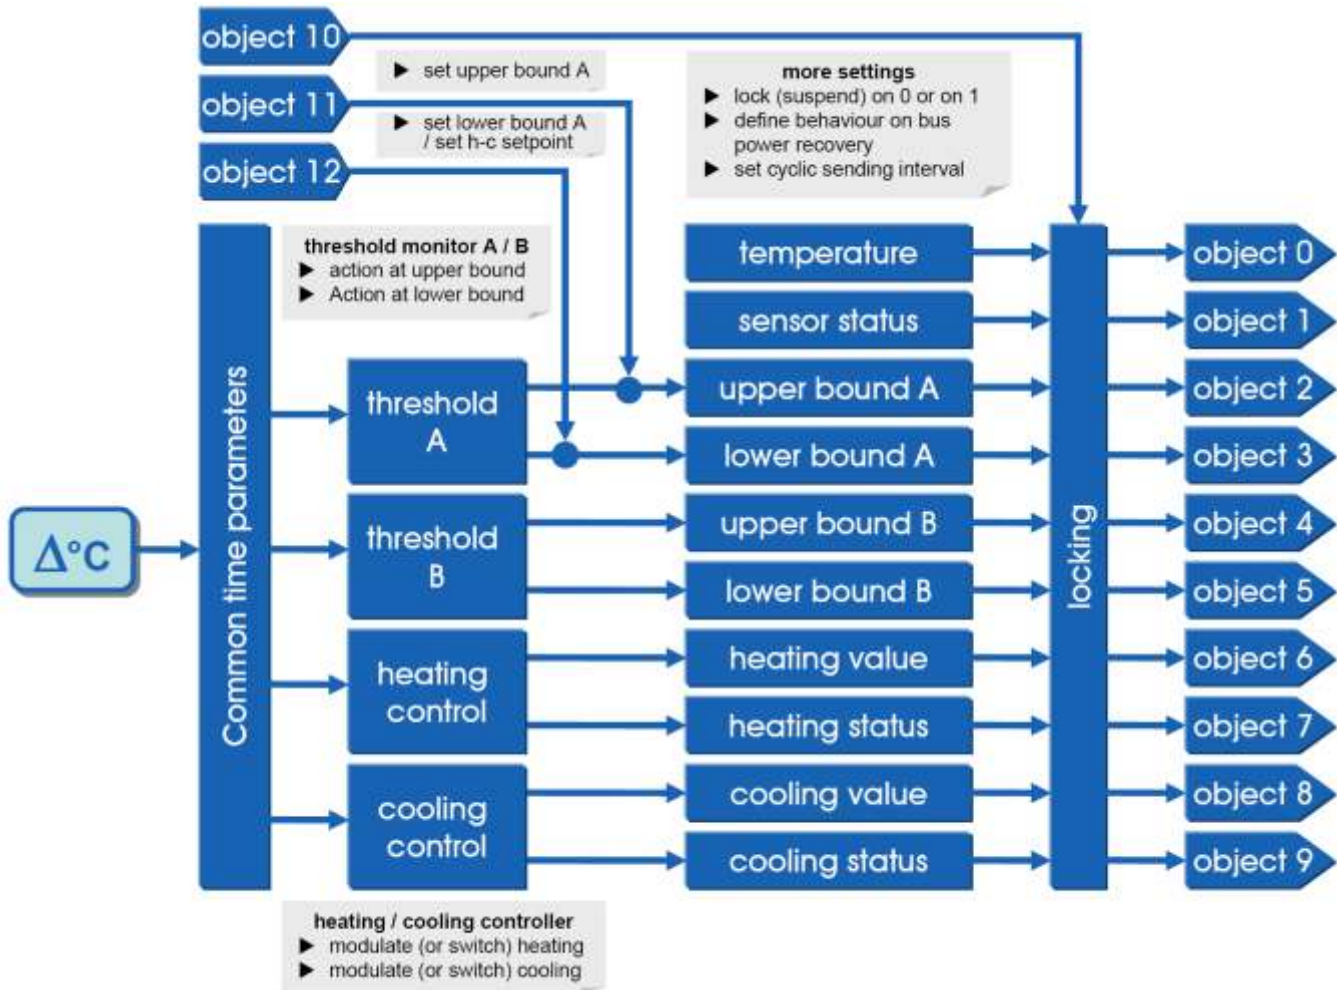 object 10
▶ set upper bound A
object 11
▶ set lower bound A
/ set h-c setpoint
object 12
more settings
▶ lock (suspend) on 0 or on 1
▶ define behaviour on bus
power recovery
▶ set cyclic sending interval
threshold monitor A / B
▶ action at upper bound
▶ Action at lower bound
Δ°C
Common time parameters
threshold
A
threshold
B
heating
control
cooling
control
temperature
sensor status
upper bound A
lower bound A
upper bound B
lower bound B
heating value
heating status
cooling value
cooling status
locking
object 0
object 1
object 2
object 3
object 4
object 5
object 6
object 7
object 8
object 9
heating / cooling controller
▶ modulate (or switch) heating
▶ modulate (or switch) cooling